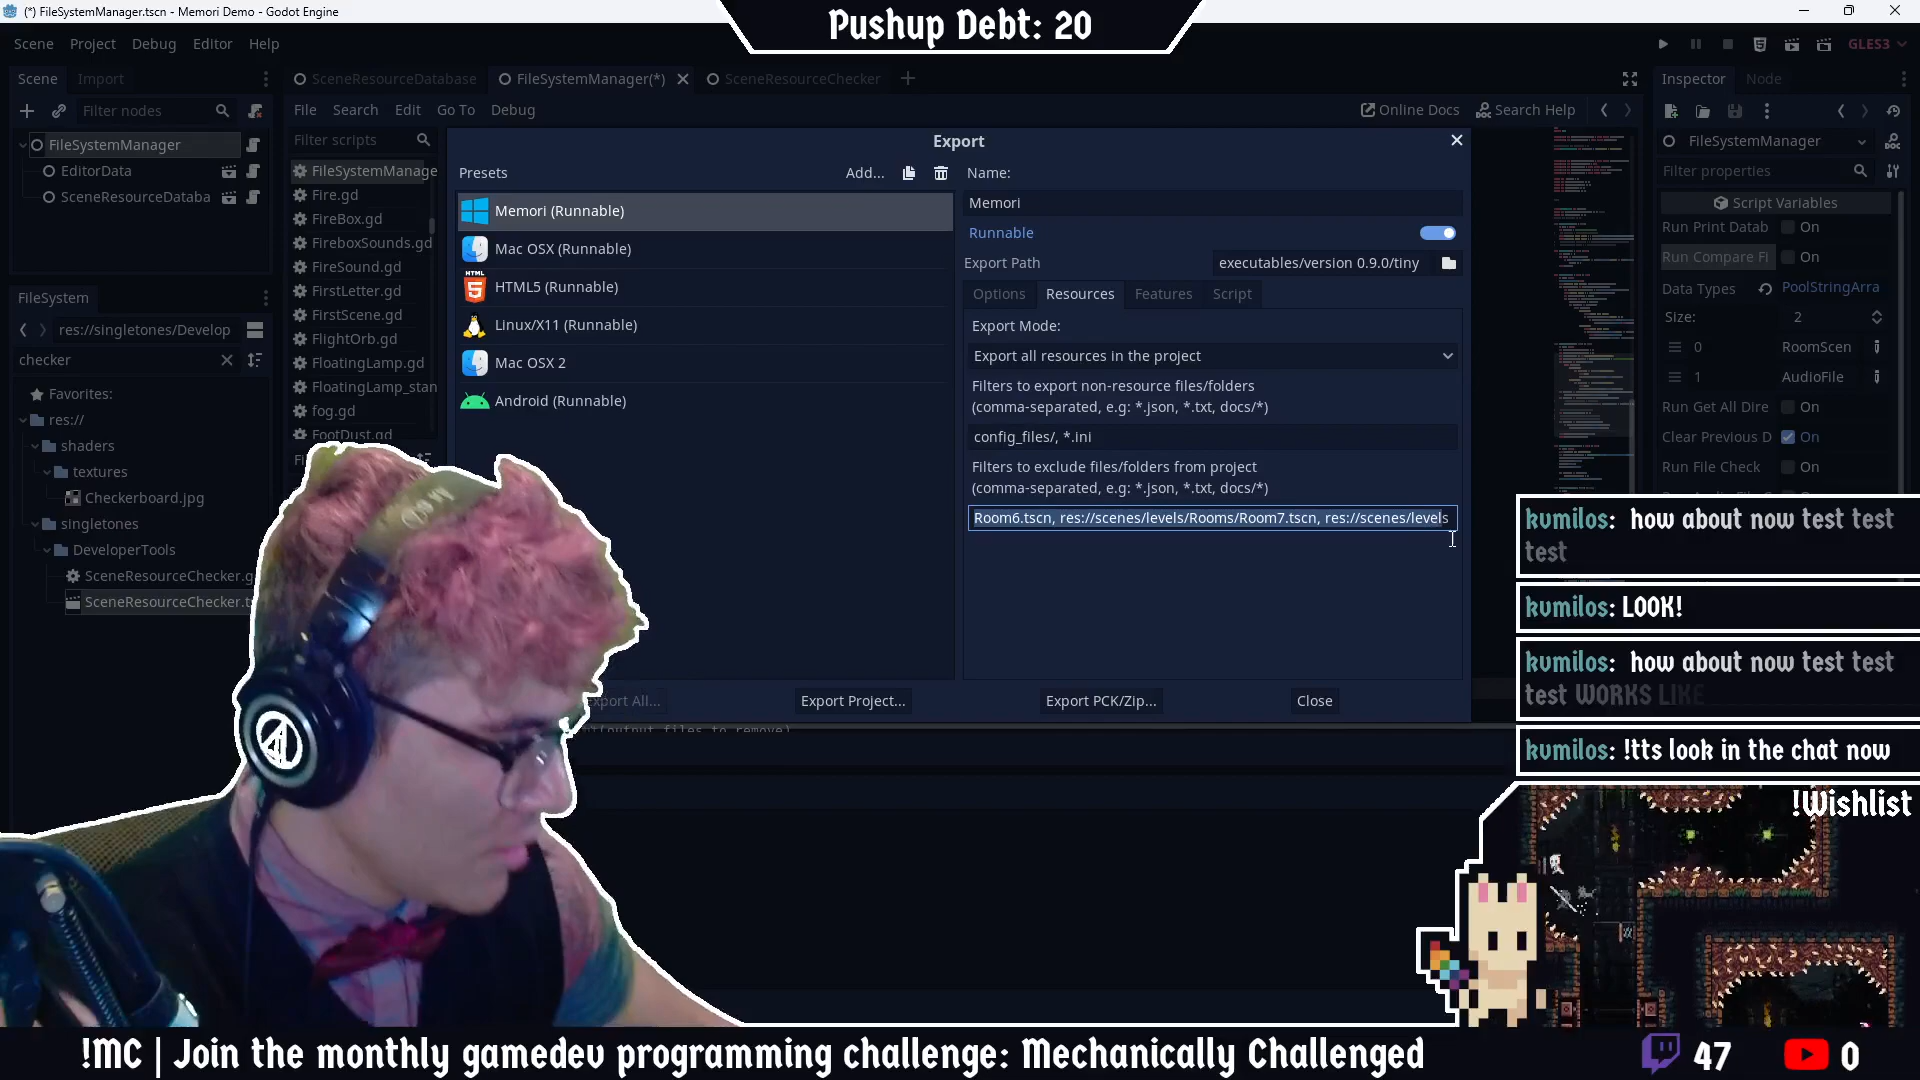 (*) FileSystemManager.tscn - Memori Demo - Godot Engine
Pushup Debt: 20
Scene Project Debug Editor Help
GLES3
Scene Import
SceneResourceDatabase FileSystemManager(*) SceneResourceChecker
Inspector Node
Filter nodes
File Search Edit Go To Debug
Online Docs Search Help
Filter scripts
FileSystemManager
EditorData
SceneResourceDataba
FileSystemManage
Fire.gd
FireBox.gd
FireboxSounds.gd
FireSound.gd
FirstLetter.gd
FirstScene.gd
FlightOrb.gd
FloatingLamp.gd
FloatingLamp_stan
fog.gd
FootDust.gd
FileSystem
res://singletones/Develop
checker
Favorites:
res://
shaders
textures
Checkerboard.jpg
singletones
DeveloperTools
SceneResourceChecker.g
SceneResourceChecker.t
Export
Presets Add...
Memori (Runnable)
Mac OSX (Runnable)
HTML
HTML5 (Runnable)
Linux/X11 (Runnable)
Mac OSX 2
Android (Runnable)
Name:
Memori
Runnable
Export Path executables/version 0.9.0/tiny
Options Resources Features Script
Export Mode:
Export all resources in the project
Filters to export non-resource files/folders
(comma-separated, e.g: *.json, *.txt, docs/*)
config_files/, *.ini
Filters to exclude files/folders from project
(comma-separated, e.g: *.json, *.txt, docs/*)
Room6.tscn, res://scenes/levels/Rooms/Room7.tscn, res://scenes/levels
xport All... Export Project... Export PCK/Zip... Close
nt(output_files_to_remove)
FileSystemManager
Filter properties
Script Variables
Run Print Datab On
Run Compare Fi On
Data Types PoolStringArra
Size: 2
0 RoomScen
1 AudioFile
Run Get All Dire On
Clear Previous D On
Run File Check On
kvmilos: how about now test test
test
kvmilos: LOOK!
kvmilos: how about now test test
test WORKS LIKE
kvmilos: !tts look in the chat now
!Wishlist
!MC | Join the monthly gamedev programming challenge: Mechanically Challenged
47 0